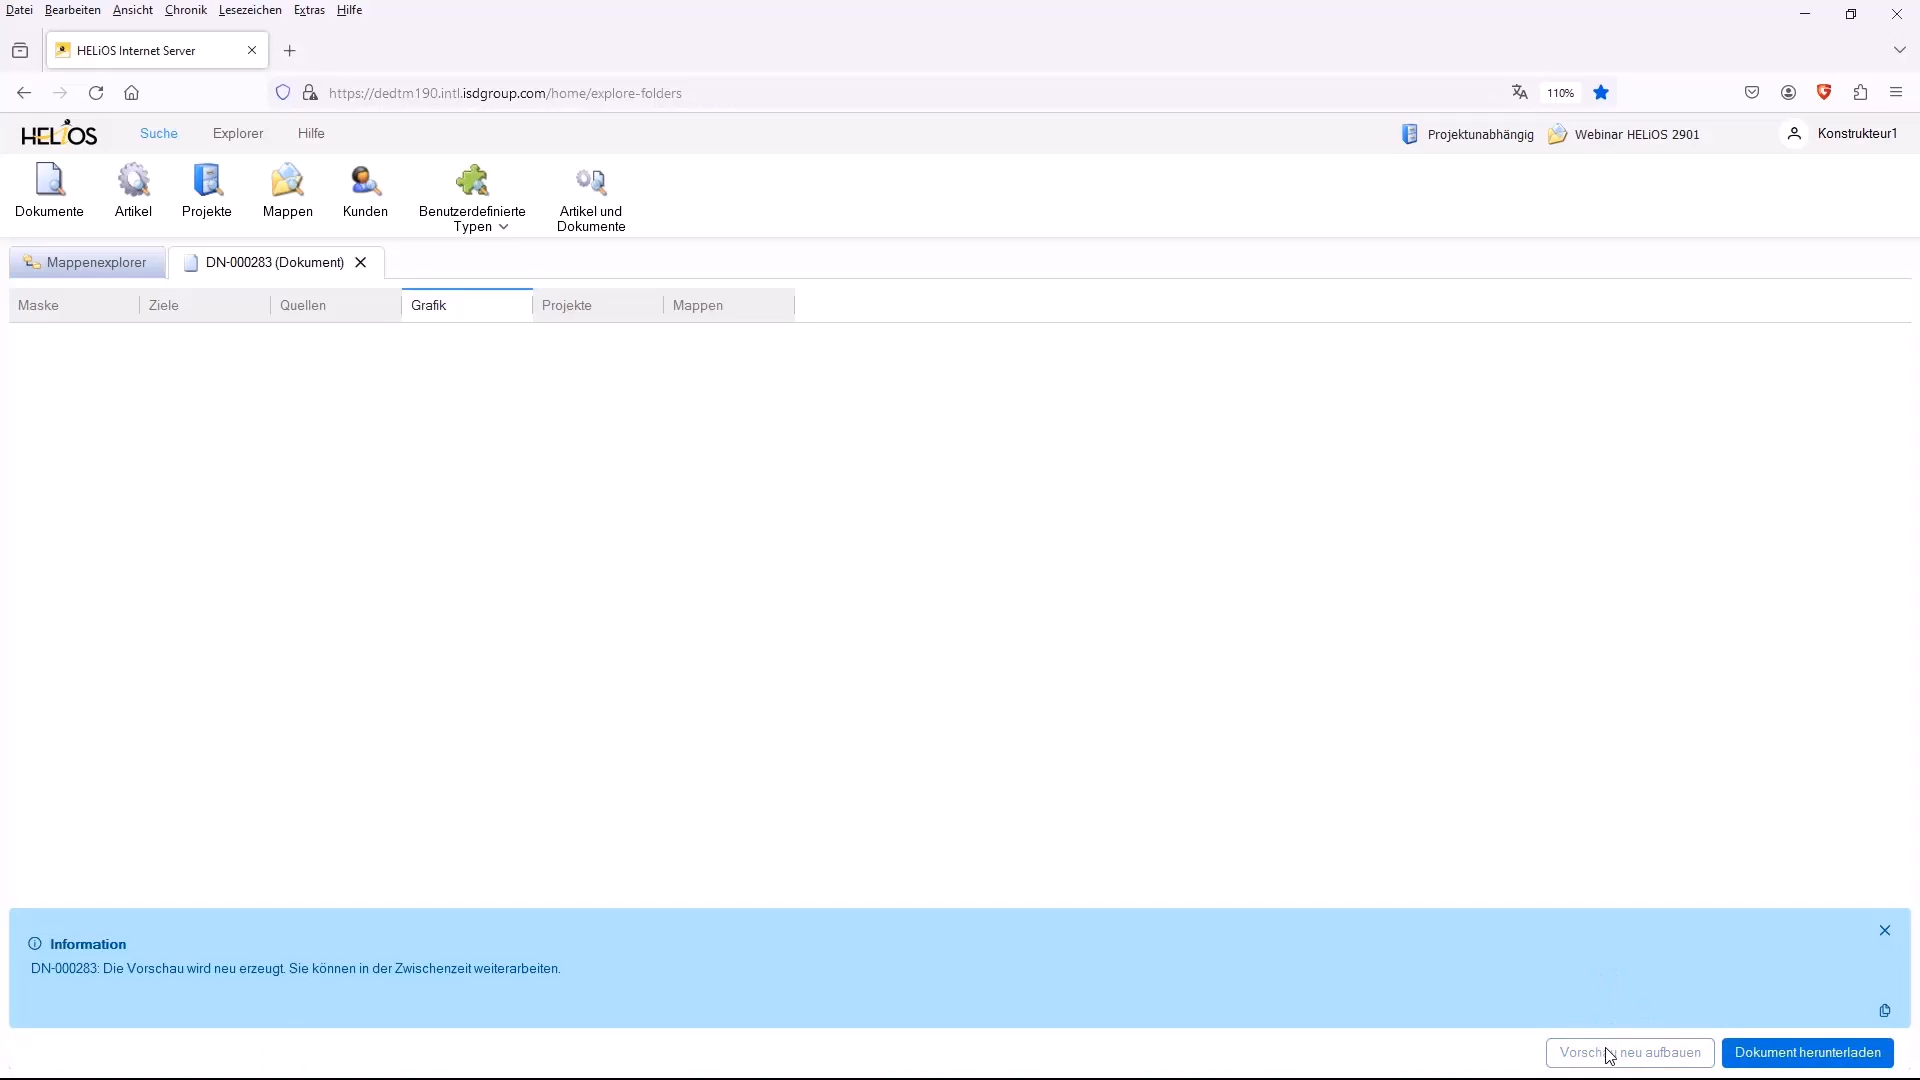 Datei Bearbeiten Ansicht Chronik Lesezeichen Extras Hilfe
HELiOS Internet Server
https://dedtm190.intl.isdgroup.com/home/explore-folders
110%
HELiOS
Suche Explorer Hilfe
Projektunabhängig
Webinar HELiOS 2901
Konstrukteur1
Dokumente
Artikel
Projekte
Mappen
Kunden
Benutzerdefinierte
Typen
Artikel und
Dokumente
Mappenexplorer
DN-000283 (Dokument)
Maske Ziele Quellen Grafik Projekte Mappen
Information
DN-000283: Die Vorschau wird neu erzeugt. Sie können in der Zwischenzeit weiterarbeiten.
Vorschau neu aufbauen
Dokument herunterladen